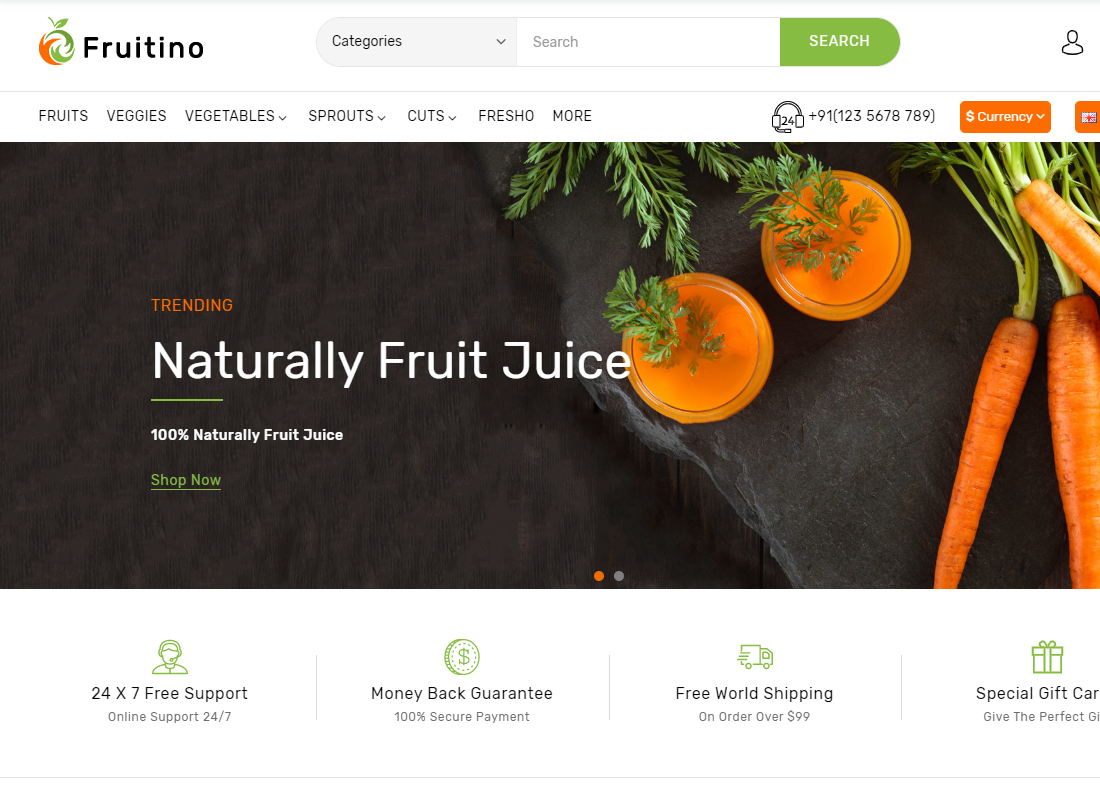 Fruitino
Categories
Search
SEARCH
FRUITS VEGGIES VEGETABLES SPROUTS CUTS FRESHO MORE
24 +91(123 5678 789) $ Currency
TRENDING
Naturally Fruit Juice
100% Naturally Fruit Juice
Shop Now
$
24 X 7 Free Support
Online Support 24/7
Money Back Guarantee
100% Secure Payment
Free World Shipping
On Order Over $99
Special Gift Car
Give The Perfect Gi